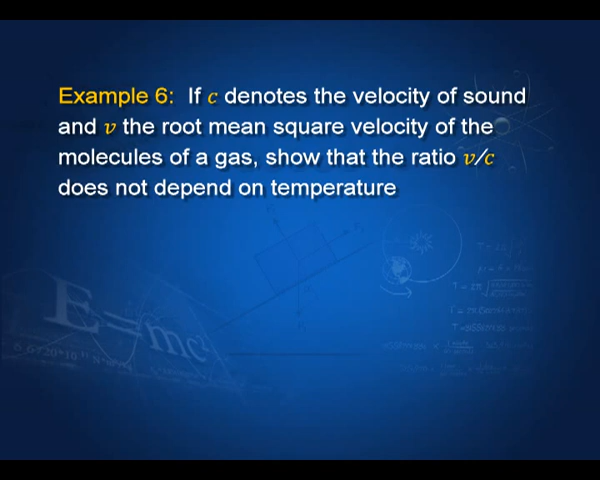 Example 6: If c denotes the velocity of sound
and v the root mean square velocity of the
molecules of a gas, show that the ratio v/c
does not depend on temperature
E=mc²